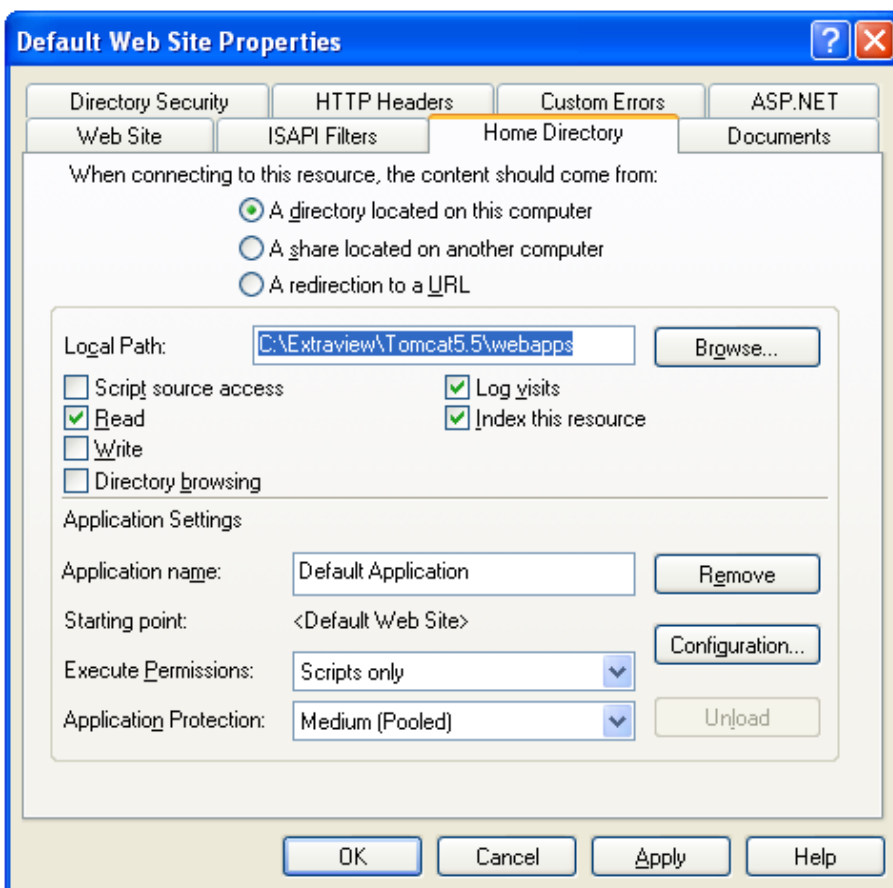 Default Web Site Properties
Directory Security HTTP Headers Custom Errors ASP.NET
Web Site ISAPI Filters Home Directory Documents
When connecting to this resource, the content should come from:
A directory located on this computer
A share located on another computer
A redirection to a URL
Local Path: C:\Extraview\Tomcat5.5\webapps Browse...
Script source access Log visits
Read Index this resource
Write
Directory browsing
Application Settings
Application name: Default Application Remove
Starting point: <Default Web Site>
Configuration...
Execute Permissions: Scripts only
Application Protection: Medium (Pooled) Unload
OK Cancel Apply Help